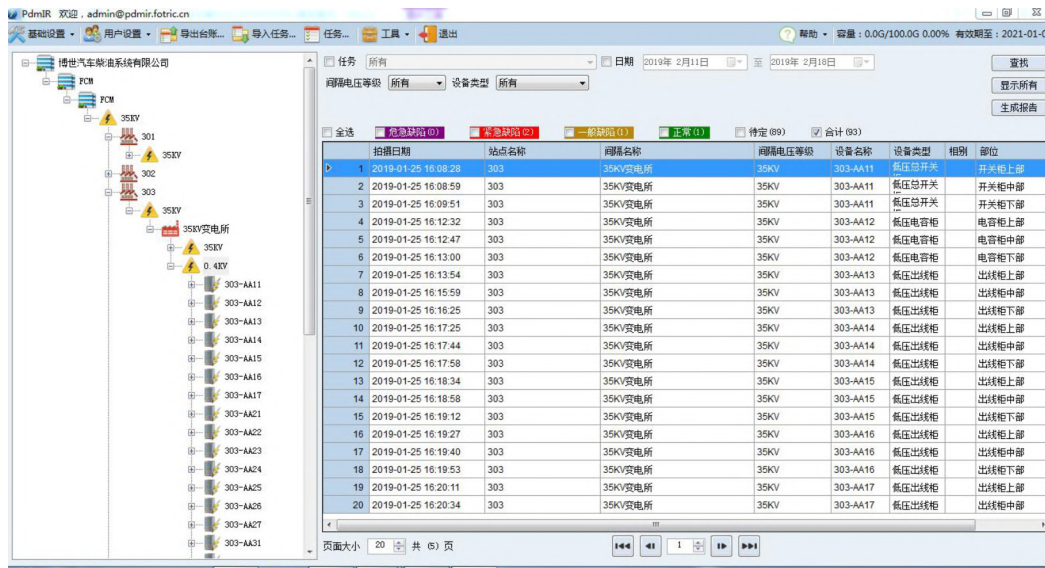 PdmIR 欢迎，admin@pdmir.fotric.cn
基础设置 用户设置 导出台账... 导入任务... 任务... 工具 退出 帮助 容量：0.0G/100.0G 0.00% 有效期至：2021-01-0
任务 所有 日期 2019年 2月11日 至 2019年 2月18日 查找
间隔电压等级 所有 设备类型 所有 显示所有
生成报告
全选 危急缺陷(0) 紧急缺陷(2) 一般缺陷(1) 正常(1) 待定(89) 合计(93)
博世汽车柴油系统有限公司
FCM
FCM
35KV
301
35KV
302
303
35KV
35KV变电所
35KV
0.4KV
303-AA11
303-AA12
303-AA13
303-AA14
303-AA15
303-AA16
303-AA17
303-AA21
303-AA22
303-AA23
303-AA24
303-AA25
303-AA26
303-AA27
303-AA31
拍摄日期 站点名称 间隔名称 间隔电压等级 设备名称 设备类型 相别 部位
1 2019-01-25 16:08:28 303 35KV变电所 35KV 303-AA11 低压总开关 开关柜上部
2 2019-01-25 16:08:59 303 35KV变电所 35KV 303-AA11 低压总开关 开关柜中部
3 2019-01-25 16:09:51 303 35KV变电所 35KV 303-AA11 低压总开关 开关柜下部
4 2019-01-25 16:12:32 303 35KV变电所 35KV 303-AA12 低压电容柜 电容柜上部
5 2019-01-25 16:12:47 303 35KV变电所 35KV 303-AA12 低压电容柜 电容柜中部
6 2019-01-25 16:13:00 303 35KV变电所 35KV 303-AA12 低压电容柜 电容柜下部
7 2019-01-25 16:13:54 303 35KV变电所 35KV 303-AA13 低压出线柜 出线柜上部
8 2019-01-25 16:15:59 303 35KV变电所 35KV 303-AA13 低压出线柜 出线柜中部
9 2019-01-25 16:16:25 303 35KV变电所 35KV 303-AA13 低压出线柜 出线柜下部
10 2019-01-25 16:17:25 303 35KV变电所 35KV 303-AA14 低压出线柜 出线柜上部
11 2019-01-25 16:17:44 303 35KV变电所 35KV 303-AA14 低压出线柜 出线柜中部
12 2019-01-25 16:17:58 303 35KV变电所 35KV 303-AA14 低压出线柜 出线柜下部
13 2019-01-25 16:18:34 303 35KV变电所 35KV 303-AA15 低压出线柜 出线柜上部
14 2019-01-25 16:18:58 303 35KV变电所 35KV 303-AA15 低压出线柜 出线柜中部
15 2019-01-25 16:19:12 303 35KV变电所 35KV 303-AA15 低压出线柜 出线柜下部
16 2019-01-25 16:19:27 303 35KV变电所 35KV 303-AA16 低压出线柜 出线柜上部
17 2019-01-25 16:19:40 303 35KV变电所 35KV 303-AA16 低压出线柜 出线柜中部
18 2019-01-25 16:19:53 303 35KV变电所 35KV 303-AA16 低压出线柜 出线柜下部
19 2019-01-25 16:20:11 303 35KV变电所 35KV 303-AA17 低压出线柜 出线柜上部
20 2019-01-25 16:20:34 303 35KV变电所 35KV 303-AA17 低压出线柜 出线柜中部
页面大小 20 共 (5) 页 1